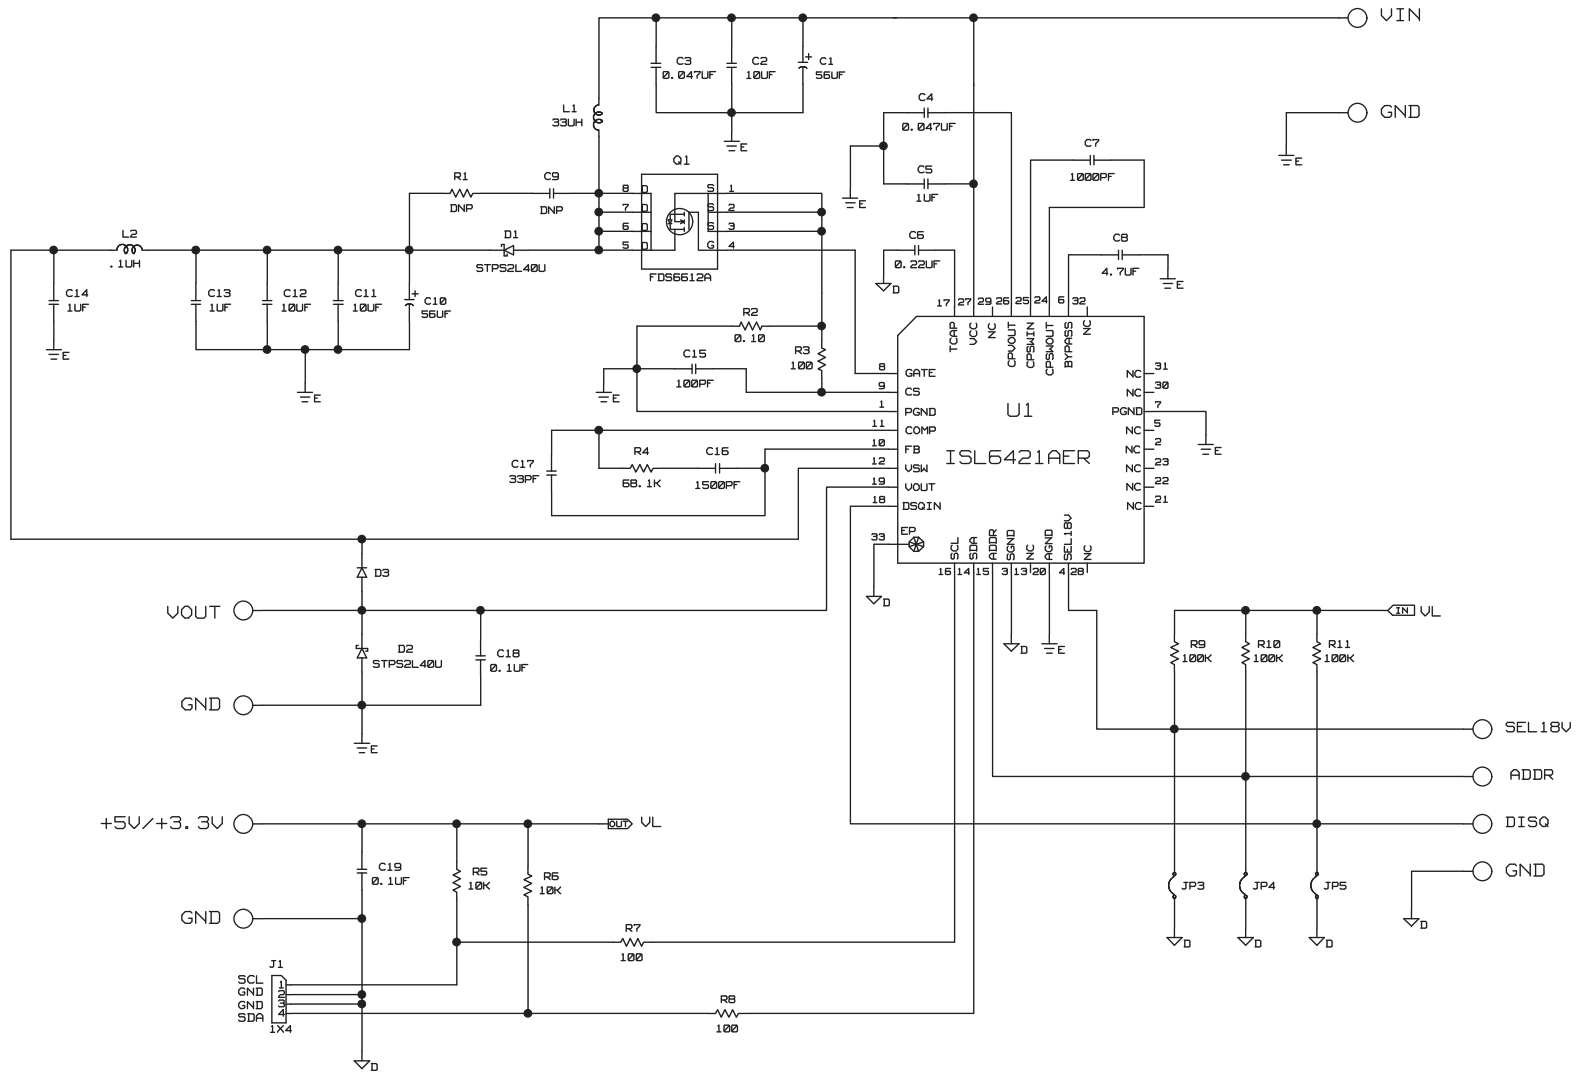 VIN
C3
0.047UF
C2
10UF
+
C1
56UF
E
L1
33UH
GND
E
C4
0.047UF
C5
1UF
E
C7
1000PF
Q1
8 D S 1
7 D S 2
6 D S 3
5 D G 4
FDS6612A
R1
DNP
C9
DNP
L2
.1UH
D1
STPS2L40U
C6
0.22UF
D
C8
4.7UF
E
C14
1UF
E
C13
1UF
C12
10UF
C11
10UF
+
C10
56UF
E
R2
0.10
R3
100
C15
100PF
E
17 27 29 26 25 24 6 32
TCAP VCC NC CPVOUT CPSWIN CPSWOUT BYPASS NC
8 GATE
9 CS
1 PGND
11 COMP
10 FB
12 VSW
19 VOUT
18 DSQIN
33 EP
D
U1
ISL6421AER
NC 31
NC 30
PGND 7
NC 5
NC 2
NC 23
NC 22
NC 21
E
SCL SDA ADDR SGND NC AGND SEL18V NC
16 14 15 3 13 20 4 28
D
E
C17
33PF
R4
68.1K
C16
1500PF
D3
VOUT
D2
STPS2L40U
C18
0.1UF
GND
E
IN VL
R9
100K
R10
100K
R11
100K
SEL18V
ADDR
DISQ
GND
D
JP3
JP4
JP5
D
D
D
+5V/+3.3V
OUT VL
C19
0.1UF
R5
10K
R6
10K
GND
R7
100
J1
SCL 1
GND 2
GND 3
SDA 4
1X4
R8
100
D